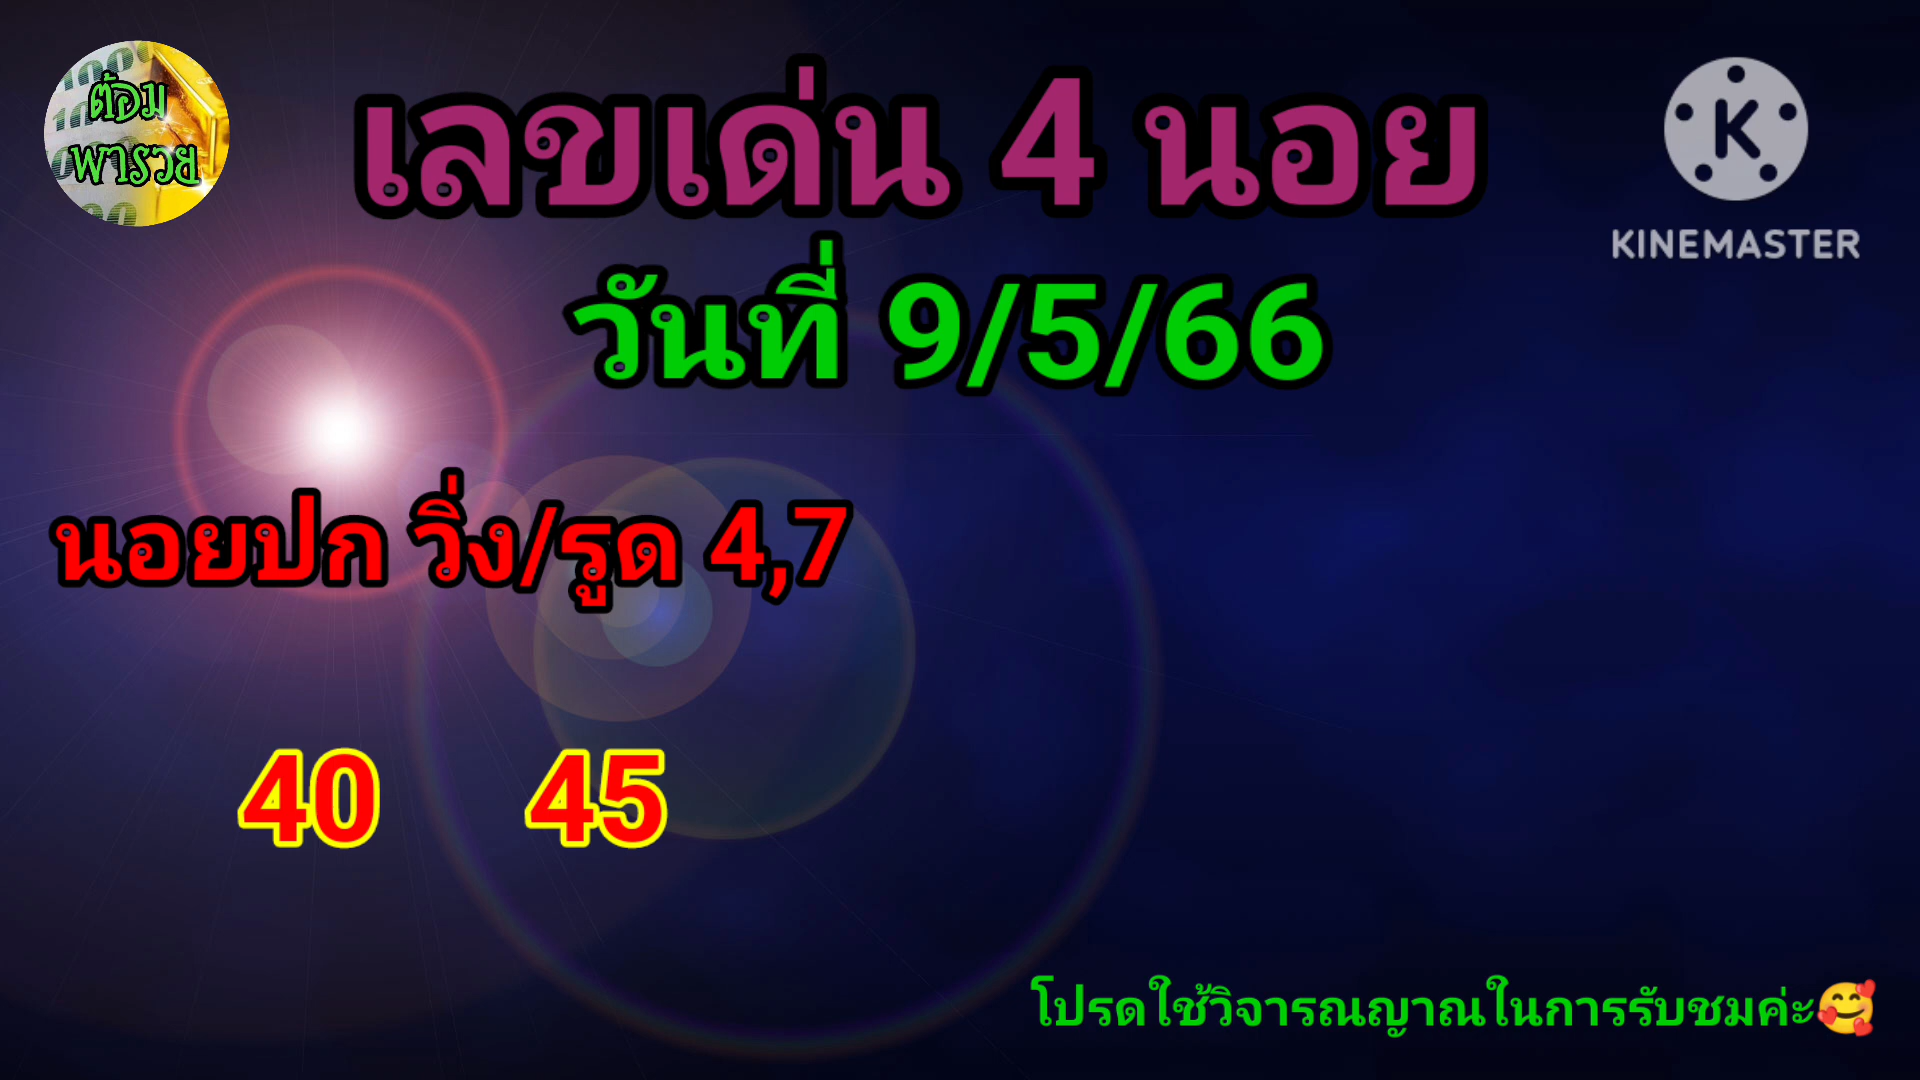 ต้อม
พารวย
เลขเด่น 4 นอย
KINEMASTER
วันที่ 9/5/66
นอยปก วิ่ง/รูด 4,7
40 45
โปรดใช้วิจารณญาณในการรับชมค่ะ🥰